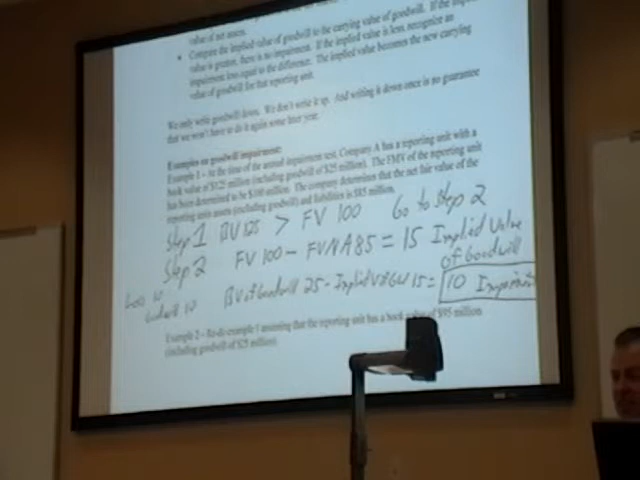 value of net assets.
• Compare the implied value of goodwill to the carrying value of goodwill. If the implied
value is greater, there is no impairment. If the implied value is less, recognize an
impairment loss equal to the difference. The implied value becomes the new carrying
value of goodwill for that reporting unit.
We only write goodwill down. We don't write it up. And writing it down once is no guarantee
that we won't have to do it again some later year.
Examples on goodwill impairment:
Example 1 – At the time of the annual impairment test, Company A has a reporting unit with a
book value of $125 million (including goodwill of $25 million). The FMV of the reporting unit
has been determined to be $100 million. The company determines that the net fair value of the
reporting unit assets (excluding goodwill) and liabilities is $85 million.
Step 1 BV 125 > FV 100 Go to Step 2
Step 2 FV 100 - FVNA 85 = 15 Implied Value
of Goodwill
Loss 10 BV of Goodwill 25 - Implied V of GW 15 = 10 Impairment
Goodwill 10
Example 2 – Re-do example 1 assuming that the reporting unit has a book value of $95 million
(including goodwill of $25 million)